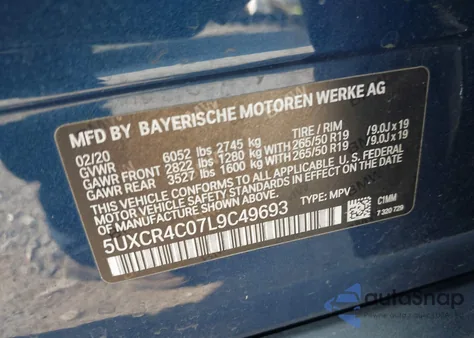 MFD BY BAYERISCHE MOTOREN WERKE AG
02/20 TIRE / RIM
GVWR 6052 lbs 2745 kg
GAWR FRONT 2822 lbs 1280 kg WITH 265/50 R19 /9.0J x 19
GAWR REAR 3527 lbs 1600 kg WITH 265/50 R19 /9.0J x 19
THIS VEHICLE CONFORMS TO ALL APPLICABLE FEDERAL
MOTOR VEHICLE SAFETY STANDARDS IN EFFECT ON
THE DATE OF MANUFACTURE SHOWN ABOVE.
5UXCR4C07L9C49693 TYPE: MPV
C1MM
7 320 729
autosnap